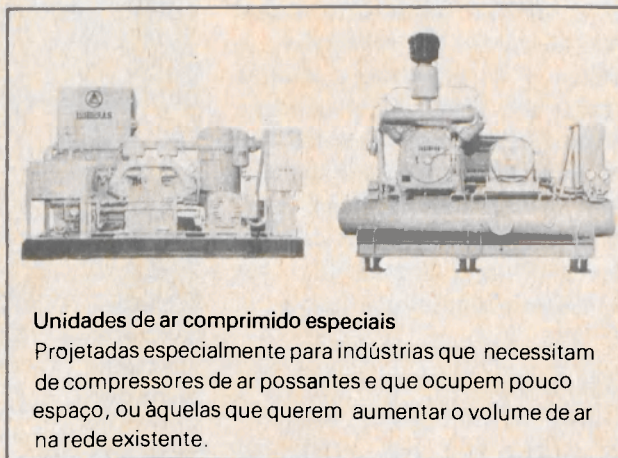 Unidades de ar comprimido especiais
Projetadas especialmente para indústrias que necessitam
de compressores de ar possantes e que ocupem pouco
espaço, ou àquelas que querem aumentar o volume de ar
na rede existente.